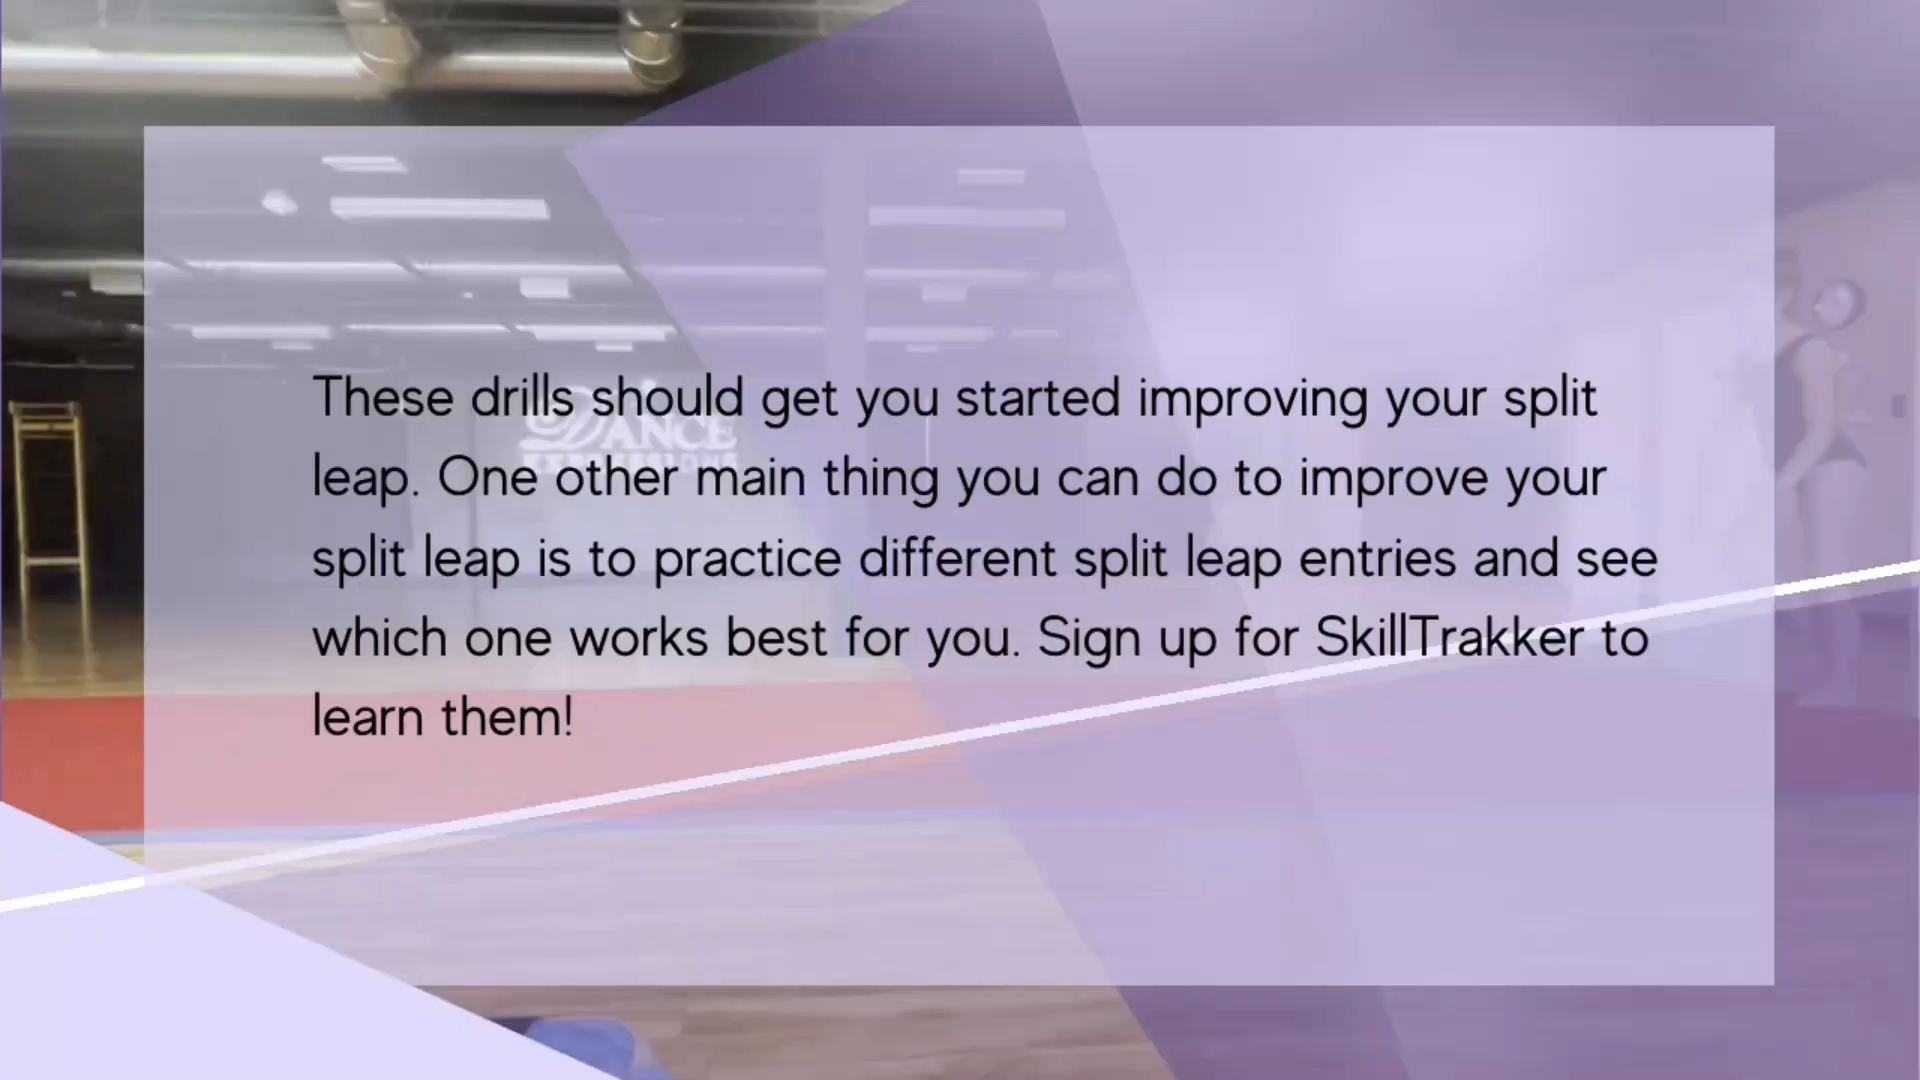 These drills should get you started improving your split
leap. One other main thing you can do to improve your
split leap is to practice different split leap entries and see
which one works best for you. Sign up for SkillTrakker to
learn them!
DANCE
EXPRESSIONS